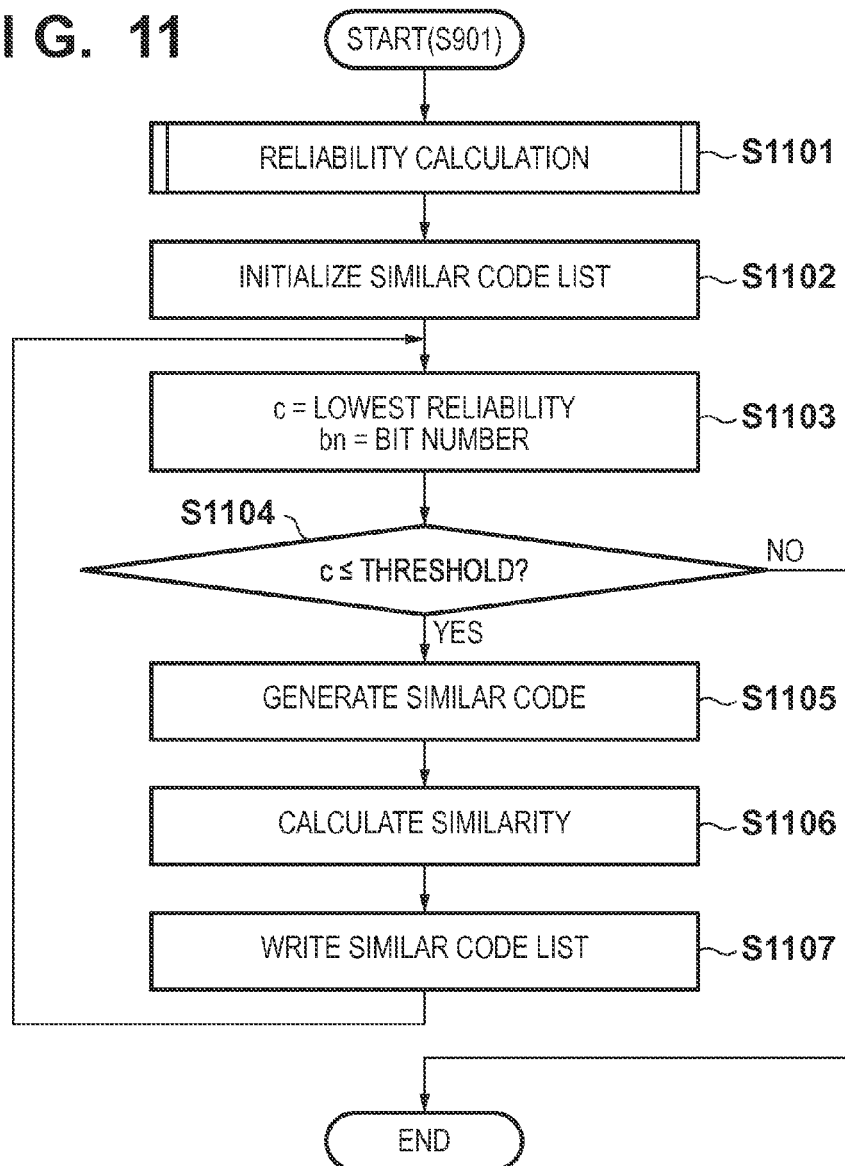 I G. 11
START(S901)
RELIABILITY CALCULATION
S1101
INITIALIZE SIMILAR CODE LIST
S1102
c = LOWEST RELIABILITY
bn = BIT NUMBER
S1103
S1104
c ≤ THRESHOLD?
NO
YES
GENERATE SIMILAR CODE
S1105
CALCULATE SIMILARITY
S1106
WRITE SIMILAR CODE LIST
S1107
END